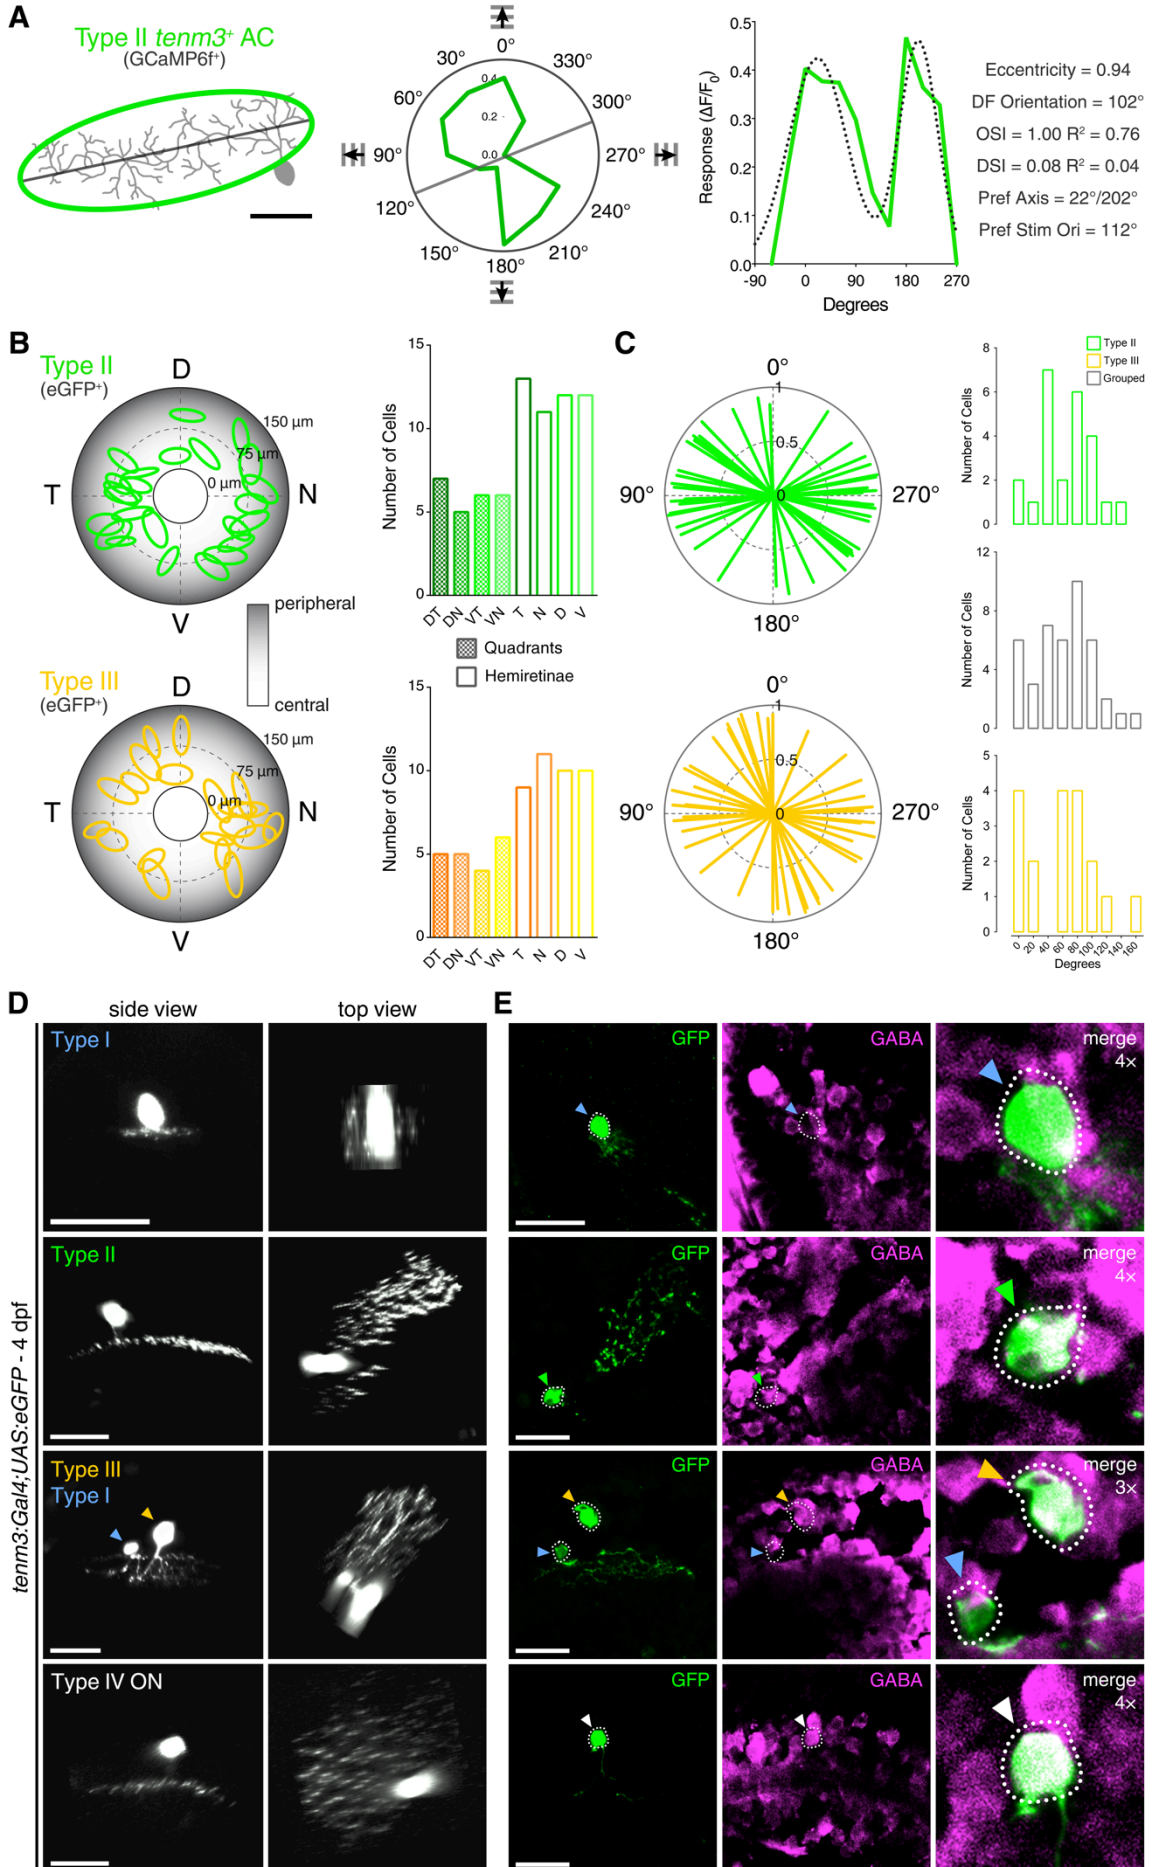 A
Type II tenm3⁺ AC
(GCaMP6f⁺)
0°
30°
330°
60°
300°
90°
270°
120°
240°
150°
210°
180°
0.4
0.2
0.0
Response (ΔF/F₀)
0.5
0.4
0.3
0.2
0.1
0.0
-90
0
90
180
270
Degrees
Eccentricity = 0.94
DF Orientation = 102°
OSI = 1.00 R² = 0.76
DSI = 0.08 R² = 0.04
Pref Axis = 22°/202°
Pref Stim Ori = 112°
B
Type II
(eGFP⁺)
D
T
N
V
150 µm
75 µm
0 µm
peripheral
central
Number of Cells
15
10
5
0
DT
DN
VT
VN
T
N
D
V
Quadrants
Hemiretinae
Type III
(eGFP⁺)
D
T
N
V
150 µm
75 µm
0 µm
Number of Cells
15
10
5
0
DT
DN
VT
VN
T
N
D
V
C
0°
1
0.5
0
90°
270°
180°
0°
1
0.5
0
90°
270°
180°
Type II
Type III
Grouped
Number of Cells
8
6
4
2
0
Number of Cells
12
8
4
0
Number of Cells
5
4
3
2
1
0
0
20
40
60
80
100
120
140
160
Degrees
D
side view
top view
tenm3:Gal4;UAS:eGFP - 4 dpf
Type I
Type II
Type III
Type I
Type IV ON
E
GFP
GABA
merge
4×
GFP
GABA
merge
4×
GFP
GABA
merge
3×
GFP
GABA
merge
4×